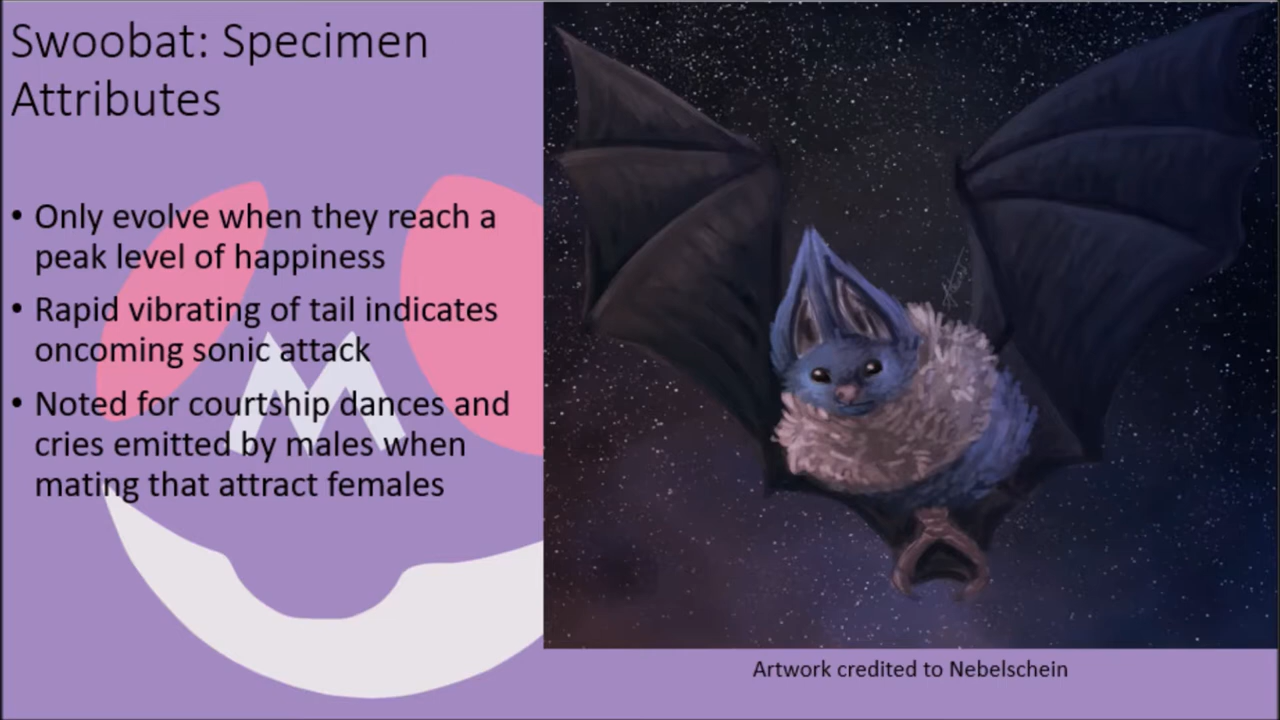 Swoobat: Specimen
Attributes
• Only evolve when they reach a
peak level of happiness
• Rapid vibrating of tail indicates
oncoming sonic attack
• Noted for courtship dances and
cries emitted by males when
mating that attract females
M
Artwork credited to Nebelschein